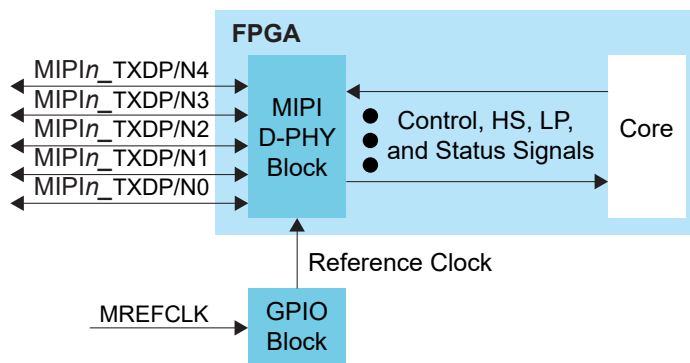 FPGA
MIPIn_TXDP/N4
MIPIn_TXDP/N3
MIPIn_TXDP/N2
MIPIn_TXDP/N1
MIPIn_TXDP/N0
MIPI
D-PHY
Block
Control, HS, LP,
and Status Signals
Core
Reference Clock
MREFCLK
GPIO
Block